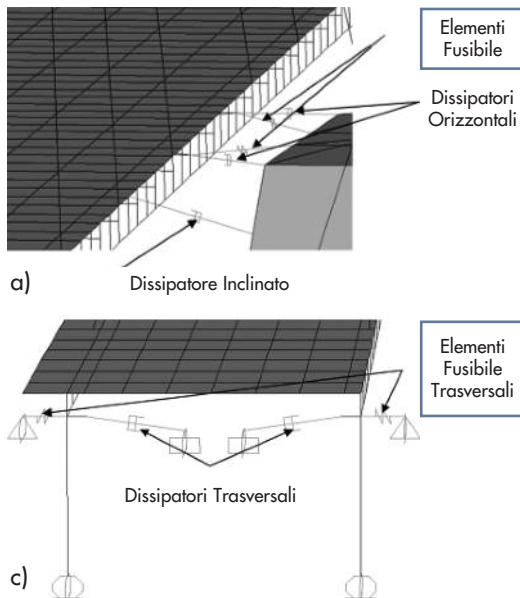 Elementi
Fusibile
Dissipatori
Orizzontali
a)
Dissipatore Inclinato
Elementi
Fusibile
Trasversali
Dissipatori Trasversali
c)